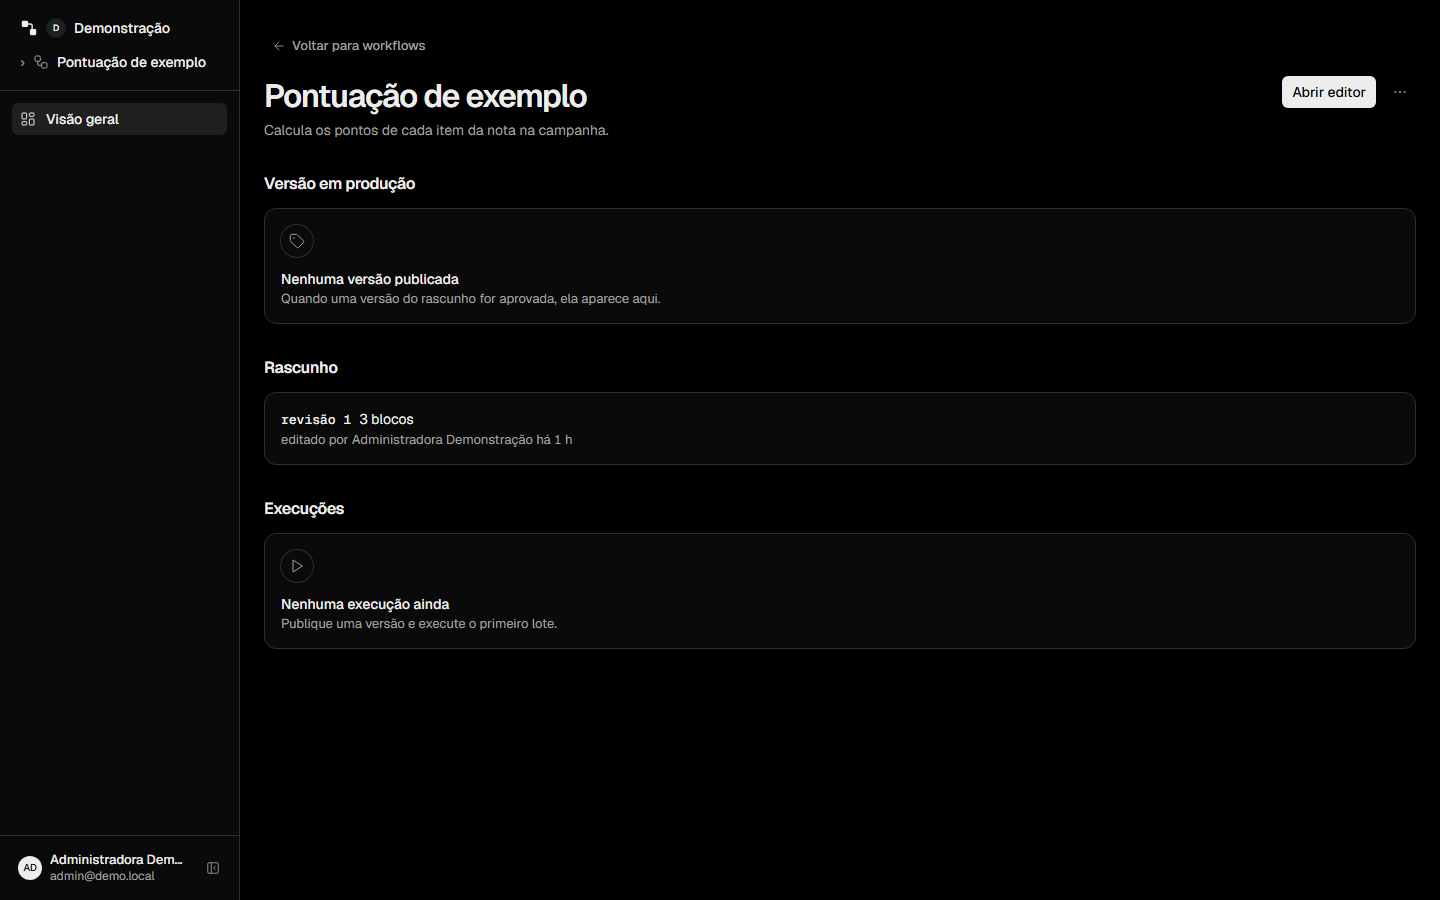 D Demonstração
Pontuação de exemplo
Visão geral
Voltar para workflows
Pontuação de exemplo
Calcula os pontos de cada item da nota na campanha.
Abrir editor
Versão em produção
Nenhuma versão publicada
Quando uma versão do rascunho for aprovada, ela aparece aqui.
Rascunho
revisão 1 3 blocos
editado por Administradora Demonstração há 1 h
Execuções
Nenhuma execução ainda
Publique uma versão e execute o primeiro lote.
AD Administradora Dem...
admin@demo.local